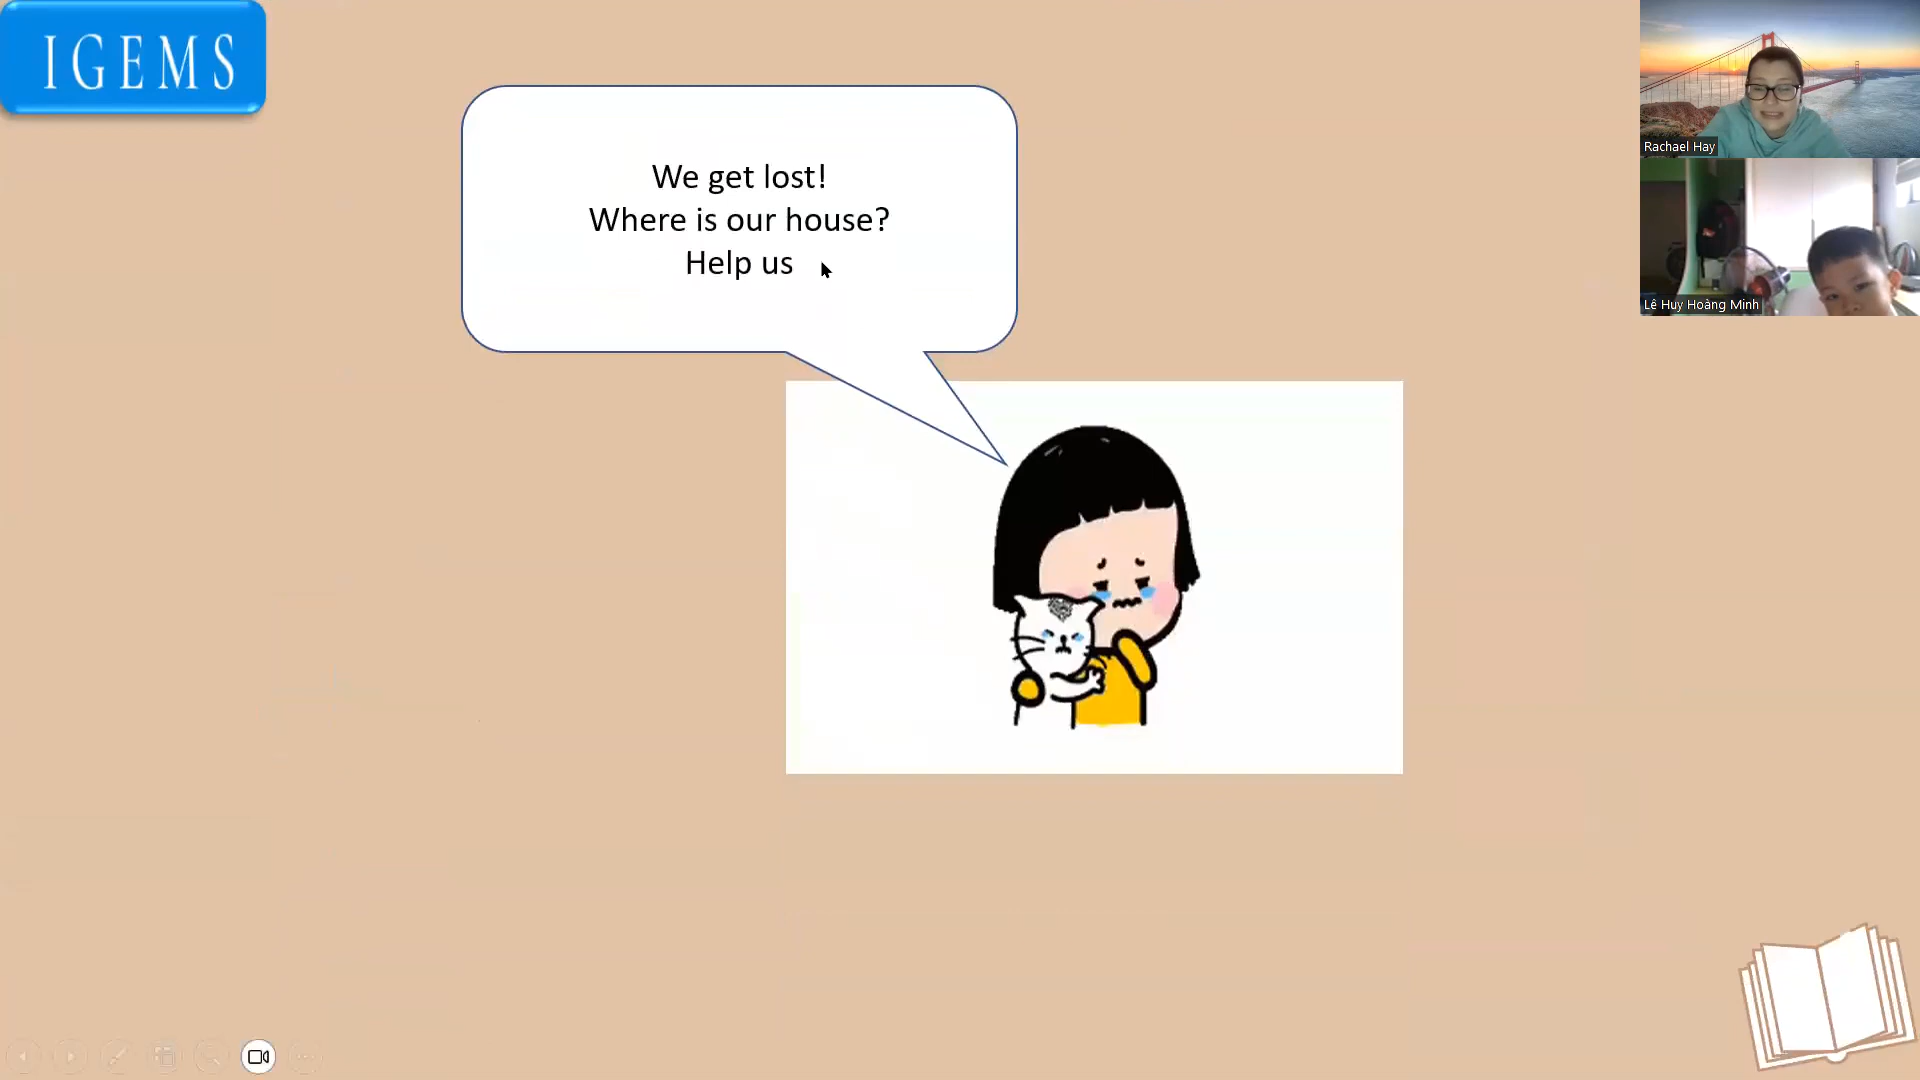 IGEMS
We get lost!
Where is our house?
Help us
Rachael Hay
Lê Huy Hoàng Minh